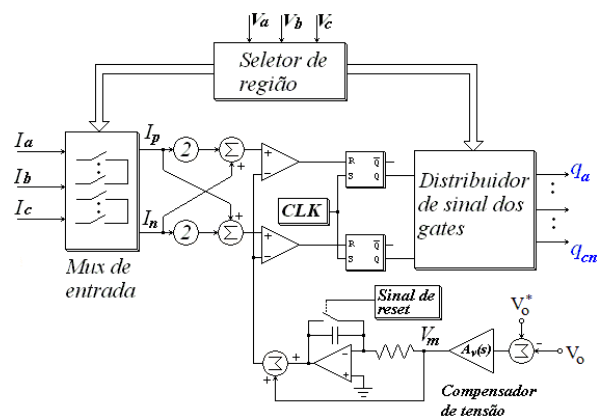 Va Vb Vc
Seletor de
região
Ia
Ib
Ic
Ip
In
2
Σ
+
+
2
Σ
+
-
+
-
Mux de
entrada
CLK
R Q
S Q
R Q
S Q
Distribuidor
de sinal dos
gates
qa
qcn
Sinal de
reset
Σ
+
+
-
+
Vm
Av(s)
Σ
-
Vo*
Vo
Compensador
de tensão